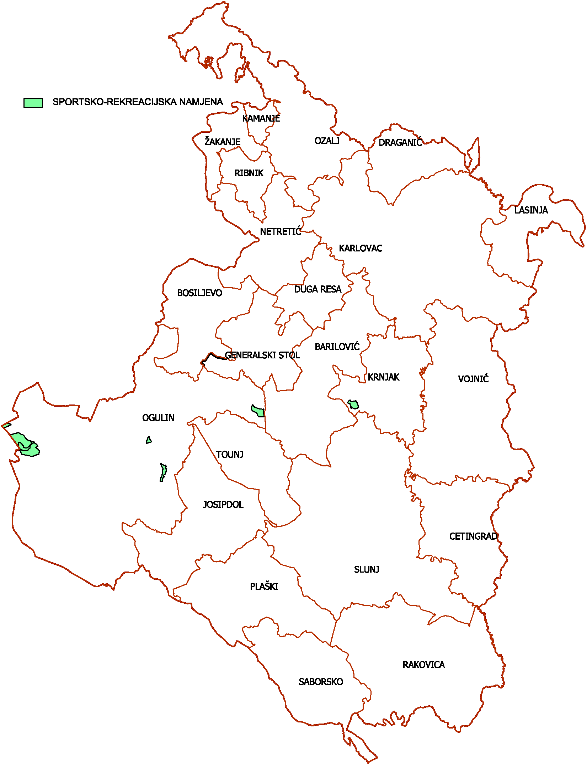 SPORTSKO-REKREACIJSKA NAMJENA
KAMANJE
ŽAKANJE
OZALJ
DRAGANIĆ
RIBNIK
LASINJA
NETRETIĆ
KARLOVAC
BOSILJEVO
DUGA RESA
BARILOVIĆ
GENERALSKI STOL
KRNJAK
VOJNIĆ
OGULIN
TOUNJ
JOSIPDOL
CETINGRAD
SLUNJ
PLAŠKI
RAKOVICA
SABORSKO